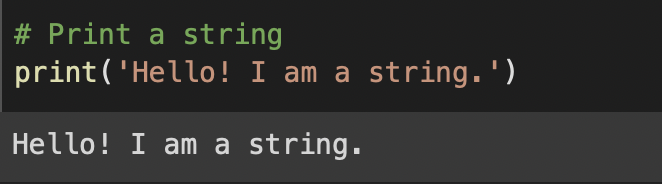 # Print a string
print('Hello! I am a string.')
Hello! I am a string.